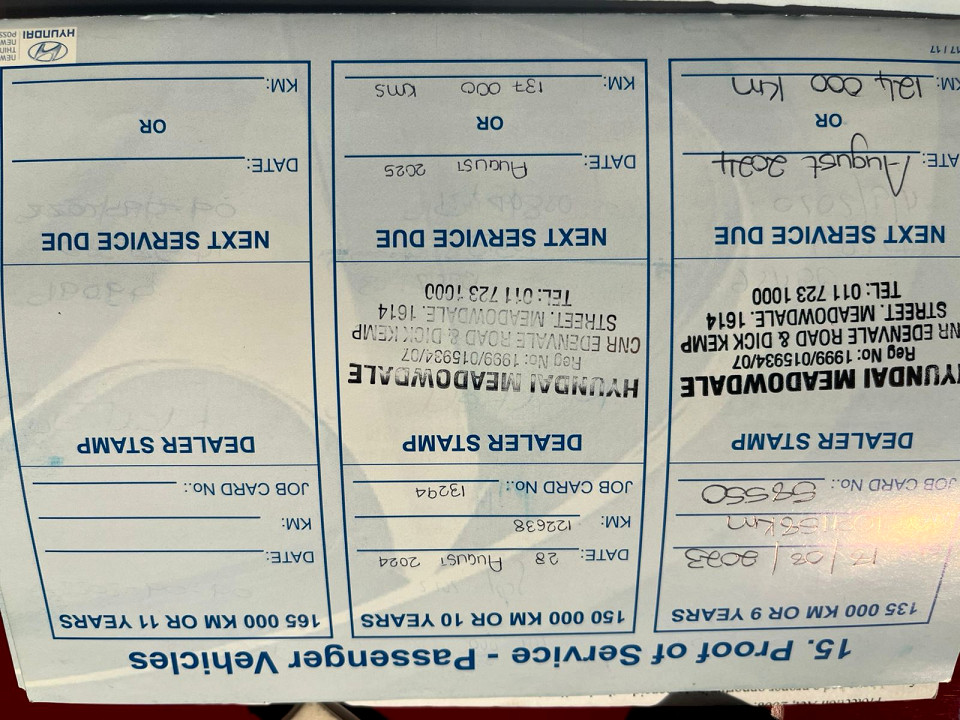 15. Proof of Service - Passenger Vehicles
135 000 KM OR 9 YEARS
/ 2023
JOB CARD No.: 58550
DEALER STAMP
HYUNDAI MEADOWDALE
Reg No: 1999/015934/07
CNR EDENVALE ROAD & DICK KEMP
STREET. MEADOWDALE. 1614
TEL: 011 723 1000
NEXT SERVICE DUE
DATE: August 2024
OR
KM: 124 000 Km
150 000 KM OR 10 YEARS
DATE: 28 August 2024
KM: 122638
JOB CARD No.: 13294
DEALER STAMP
HYUNDAI MEADOWDALE
Reg No: 1999/015934/07
CNR EDENVALE ROAD & DICK KEMP
STREET. MEADOWDALE. 1614
TEL: 011 723 1000
NEXT SERVICE DUE
DATE: August 2025
OR
KM: 137 000 kms
165 000 KM OR 11 YEARS
DATE:
KM:
JOB CARD No.:
DEALER STAMP
NEXT SERVICE DUE
DATE:
OR
KM:
17 / 17
HYUNDAI
NEW
THIN
NEW
POSS